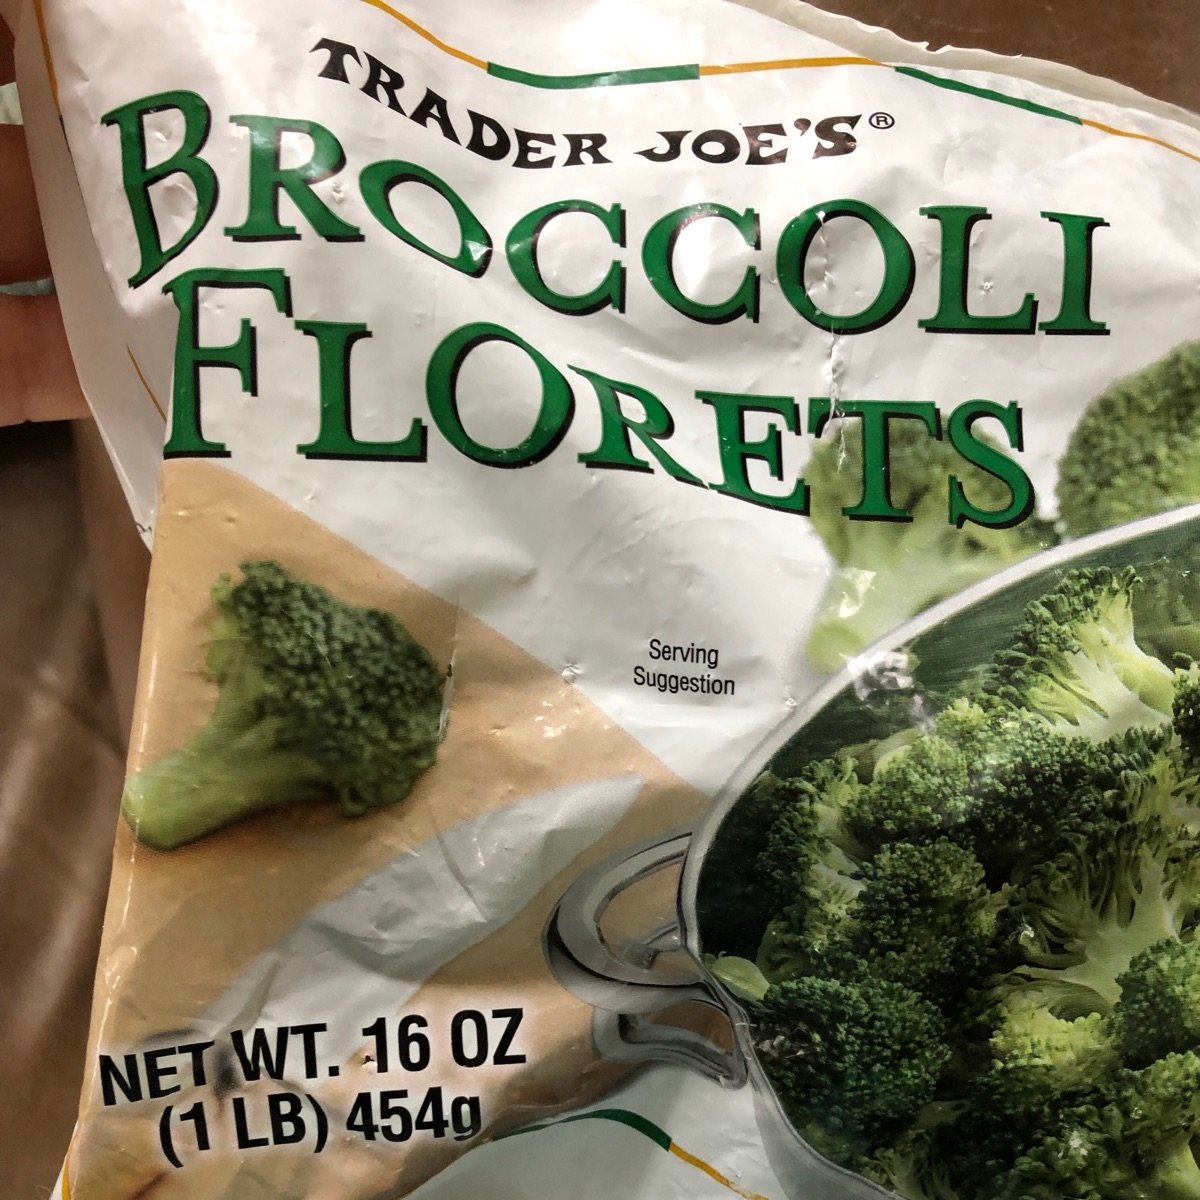 TRADER JOE'S®
BROCCOLI
FLORETS
Serving
Suggestion
NET WT. 16 OZ
(1 LB) 454g